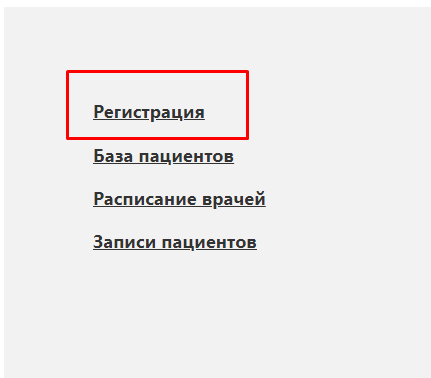 Регистрация
База пациентов
Расписание врачей
Записи пациентов